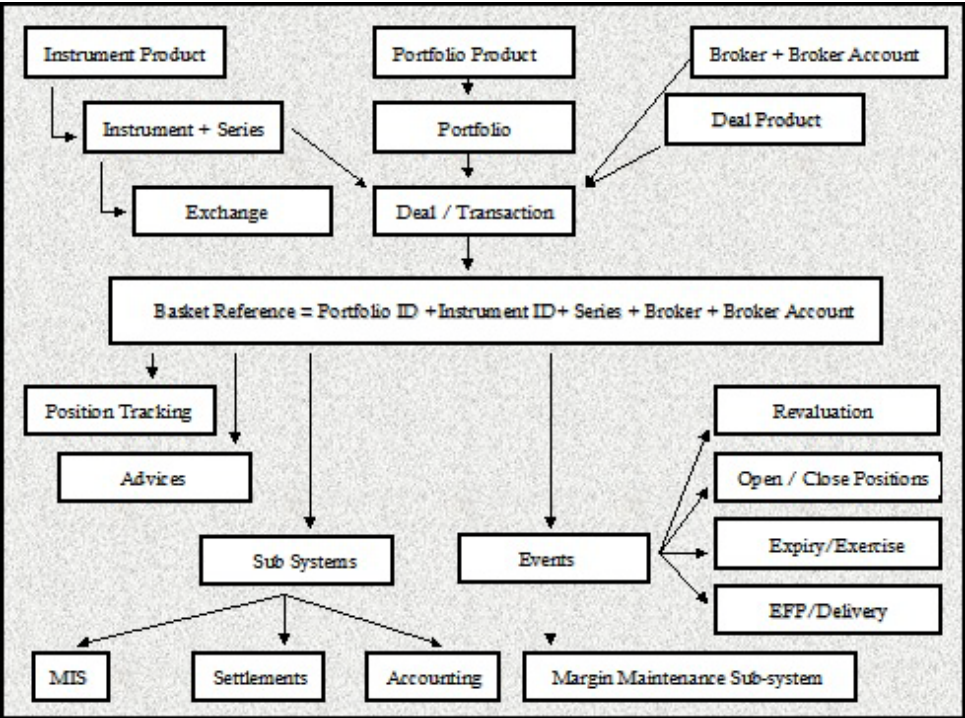 Instrument Product
Portfolio Product
Broker + Broker Account
Instrument + Series
Portfolio
Deal Product
Exchange
Deal / Transaction
Basket Reference = Portfolio ID +Instrument ID+ Series + Broker + Broker Account
Position Tracking
Revaluation
Advices
Open / Close Positions
Sub Systems
Events
Expiry/Exercise
EFP/Delivery
MIS
Settlements
Accounting
Margin Maintenance Sub-system